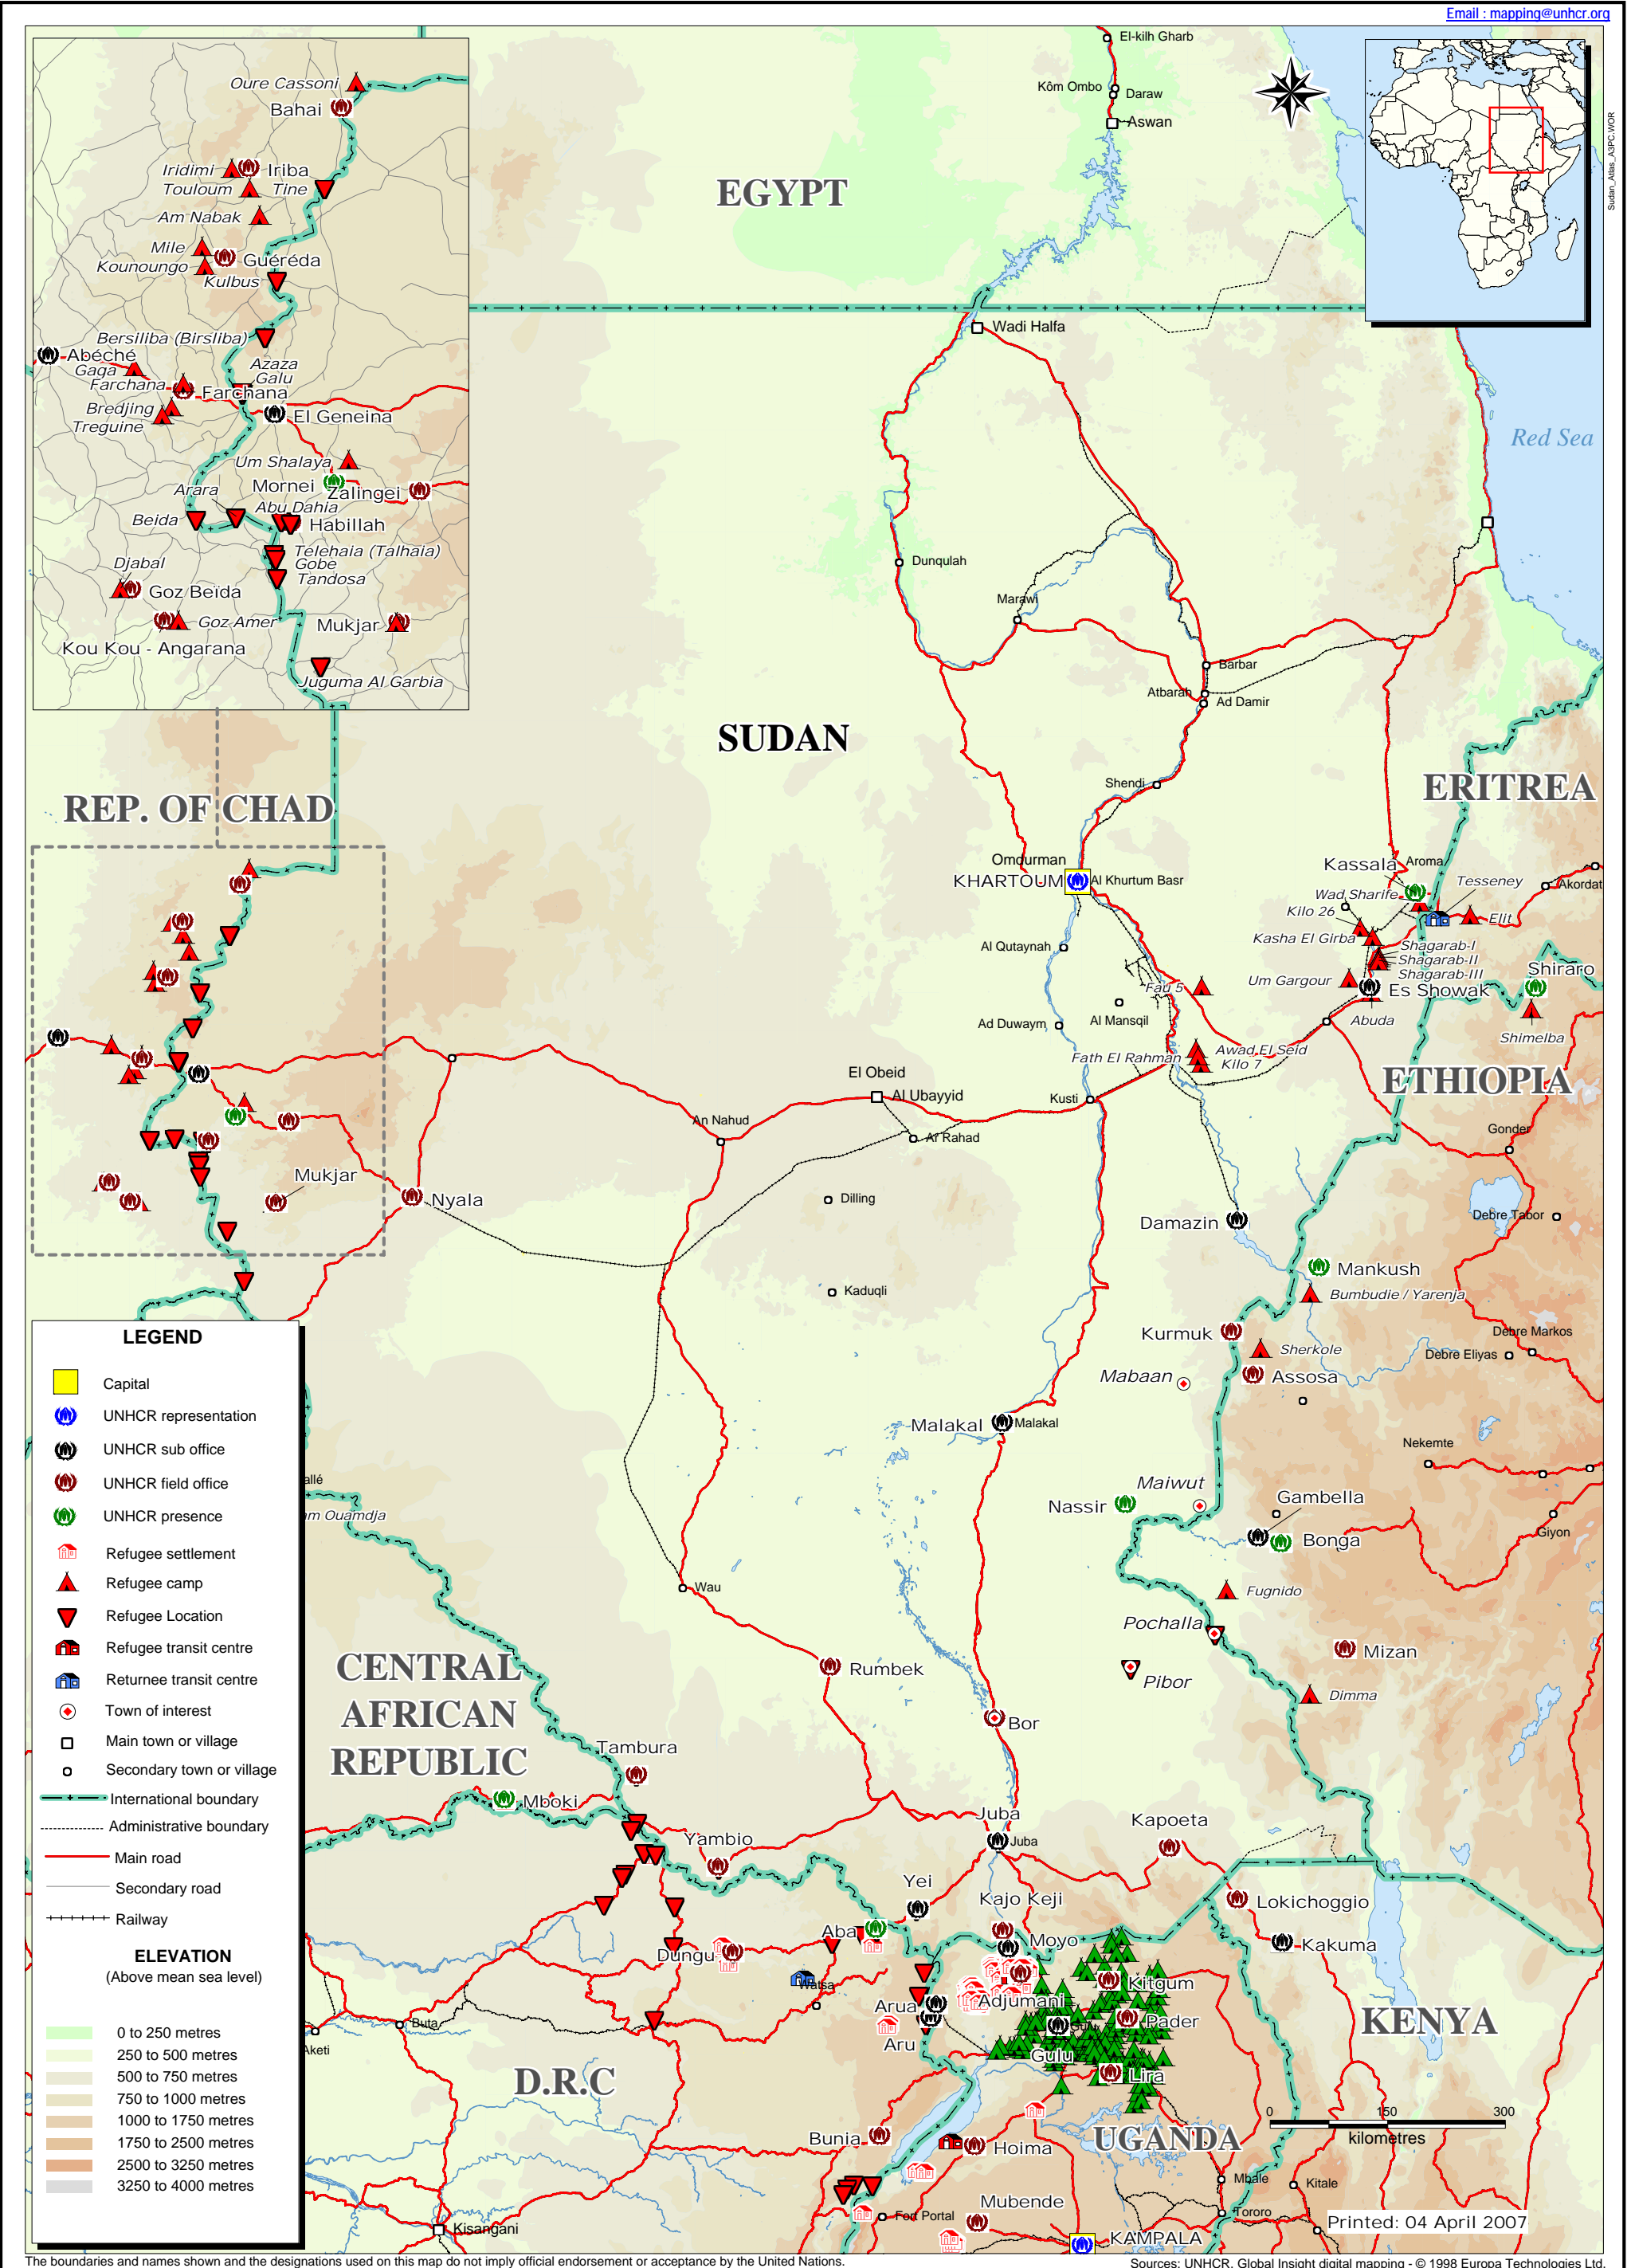 Email : mapping@unhcr.org
Sudan_Atlas_A3PC.WOR
El-kilh Gharb
Kôm Ombo
Daraw
Aswan
EGYPT
Oure Cassoni
Bahai
Iridimi
Iriba
Touloum
Tine
Am Nabak
Mile
Guéréda
Kounoungo
Kulbus
Bersiliba (Birsliba)
Abéché
Azaza
Gaga
Galu
Farchana
Farchana
Bredjing
El Geneina
Treguine
Um Shalaya
Mornei
Zalingei
Arara
Abu Dahia
Beida
Habillah
Telehaia (Talhaia)
Djabal
Gobe
Goz Beïda
Tandosa
Goz Amer
Mukjar
Kou Kou - Angarana
Juguma Al Garbia
Wadi Halfa
Red Sea
Dunqulah
Marawi
Barbar
Atbarah
Ad Damir
SUDAN
Shendi
REP. OF CHAD
ERITREA
Omdurman
KHARTOUM
Al Khurtum Basr
Kassala
Aroma
Wad Sharife
Tesseney
Akordat
Kilo 26
Elit
Kasha El Girba
Shagarab-I
Shagarab-II
Shagarab-III
Al Qutaynah
Um Gargour
Es Showak
Shiraro
Fau 5
Abuda
Al Mansqil
Ad Duwaym
Shimelba
Fath El Rahman
Awad El Seid
Kilo 7
ETHIOPIA
El Obeid
Al Ubayyid
Kusti
An Nahud
Ar Rahad
Gonder
Mukjar
Nyala
Dilling
Damazin
Debre Tabor
Mankush
Bumbudie / Yarenja
Kaduqli
Kurmuk
Debre Markos
Sherkole
Debre Eliyas
Mabaan
Assosa
Malakal
Malakal
Nekemte
Maiwut
Nassir
Gambella
Bonga
Giyon
allé
am Ouamdja
Wau
Fugnido
Pochalla
Mizan
CENTRAL
AFRICAN
REPUBLIC
Rumbek
Pibor
Dimma
Bor
Tambura
Mboki
Juba
Juba
Kapoeta
Yambio
Yei
Kajo Keji
Lokichoggio
Aba
Moyo
Kakuma
Dungu
Watsa
Kitgum
Arua
Adjumani
Pader
Buta
Aketi
Aru
Gulu
Gulu
KENYA
Lira
D.R.C
Bunia
Hoima
UGANDA
0 150 300
kilometres
Mbale
Kitale
Mubende
Fort Portal
Tororo
Kisangani
KAMPALA
Printed: 04 April 2007
LEGEND
Capital
UNHCR representation
UNHCR sub office
UNHCR field office
UNHCR presence
Refugee settlement
Refugee camp
Refugee Location
Refugee transit centre
Returnee transit centre
Town of interest
Main town or village
Secondary town or village
International boundary
Administrative boundary
Main road
Secondary road
Railway
ELEVATION
(Above mean sea level)
0 to 250 metres
250 to 500 metres
500 to 750 metres
750 to 1000 metres
1000 to 1750 metres
1750 to 2500 metres
2500 to 3250 metres
3250 to 4000 metres
The boundaries and names shown and the designations used on this map do not imply official endorsement or acceptance by the United Nations.
Sources: UNHCR, Global Insight digital mapping - © 1998 Europa Technologies Ltd.